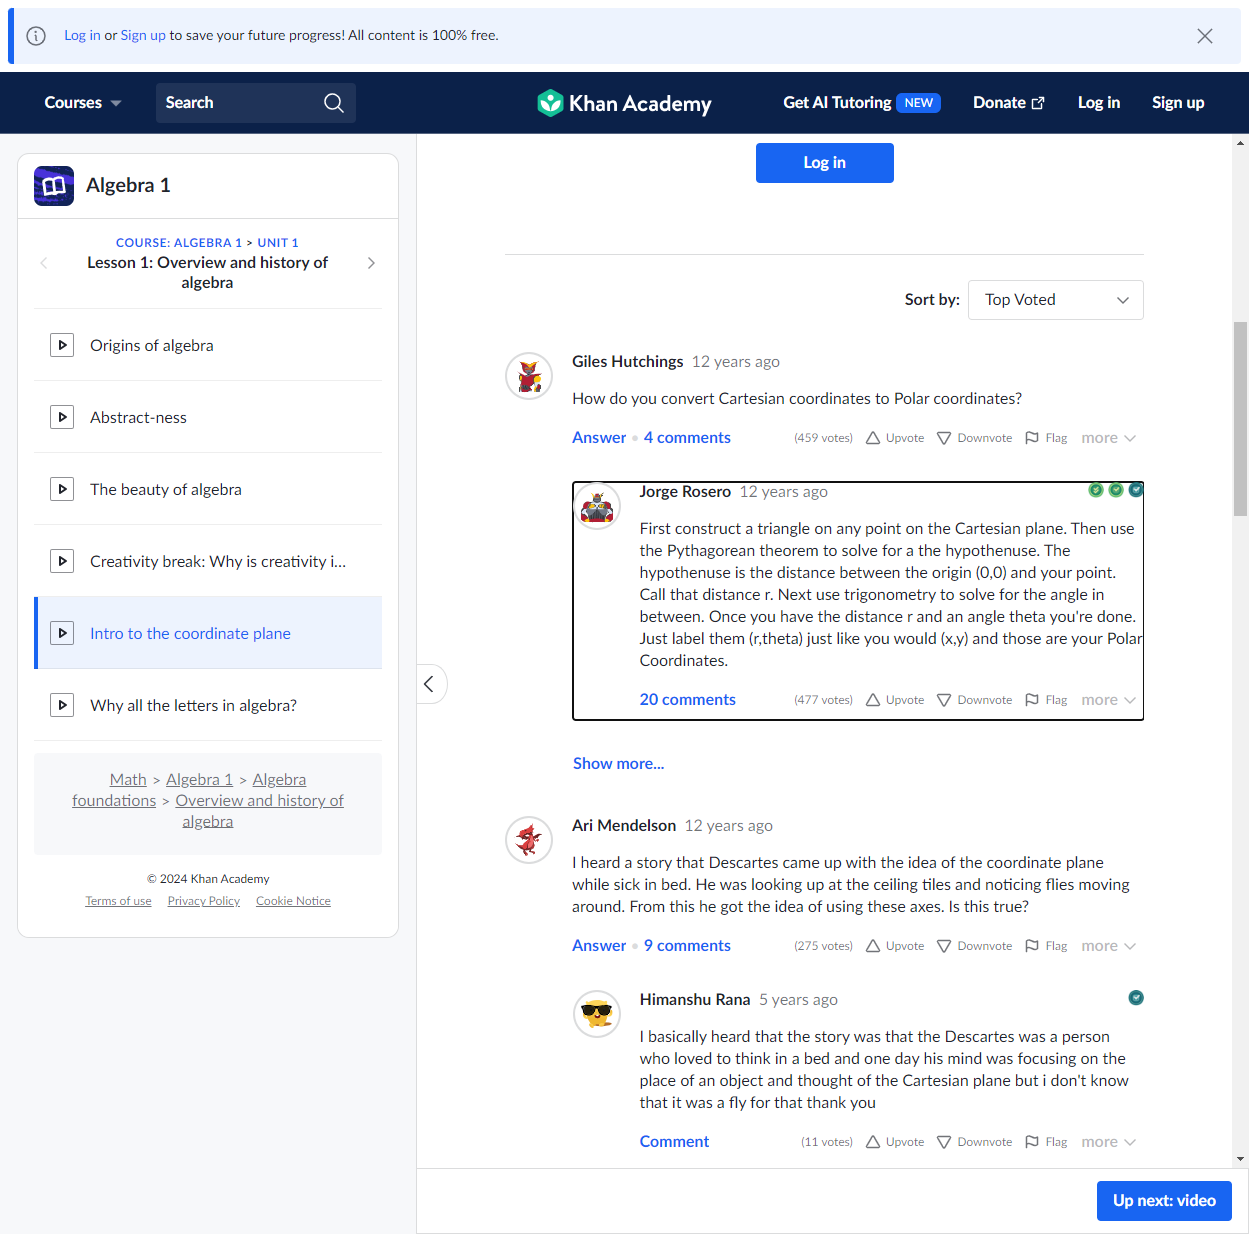 Log in or Sign up to save your future progress! All content is 100% free.
Courses
Search
Khan Academy
Get AI Tutoring NEW
Donate
Log in
Sign up
Algebra 1
COURSE: ALGEBRA 1 > UNIT 1
Lesson 1: Overview and history of
algebra
Origins of algebra
Abstract-ness
The beauty of algebra
Creativity break: Why is creativity i...
Intro to the coordinate plane
Why all the letters in algebra?
Math > Algebra 1 > Algebra
foundations > Overview and history of
algebra
© 2024 Khan Academy
Terms of use Privacy Policy Cookie Notice
Log in
Sort by: Top Voted
Giles Hutchings 12 years ago
How do you convert Cartesian coordinates to Polar coordinates?
Answer • 4 comments (459 votes) Upvote Downvote Flag more
Jorge Rosero 12 years ago
First construct a triangle on any point on the Cartesian plane. Then use
the Pythagorean theorem to solve for a the hypothenuse. The
hypothenuse is the distance between the origin (0,0) and your point.
Call that distance r. Next use trigonometry to solve for the angle in
between. Once you have the distance r and an angle theta you're done.
Just label them (r,theta) just like you would (x,y) and those are your Polar
Coordinates.
20 comments (477 votes) Upvote Downvote Flag more
Show more...
Ari Mendelson 12 years ago
I heard a story that Descartes came up with the idea of the coordinate plane
while sick in bed. He was looking up at the ceiling tiles and noticing flies moving
around. From this he got the idea of using these axes. Is this true?
Answer • 9 comments (275 votes) Upvote Downvote Flag more
Himanshu Rana 5 years ago
I basically heard that the story was that the Descartes was a person
who loved to think in a bed and one day his mind was focusing on the
place of an object and thought of the Cartesian plane but i don't know
that it was a fly for that thank you
Comment (11 votes) Upvote Downvote Flag more
Up next: video